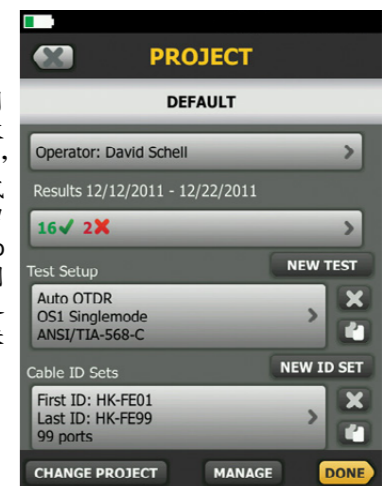 PROJECT
DEFAULT
Operator: David Schell
Results 12/12/2011 - 12/22/2011
16✔ 2✖
Test Setup
NEW TEST
Auto OTDR
OS1 Singlemode
ANSI/TIA-568-C
Cable ID Sets
NEW ID SET
First ID: HK-FE01
Last ID: HK-FE99
99 ports
CHANGE PROJECT
MANAGE
DONE